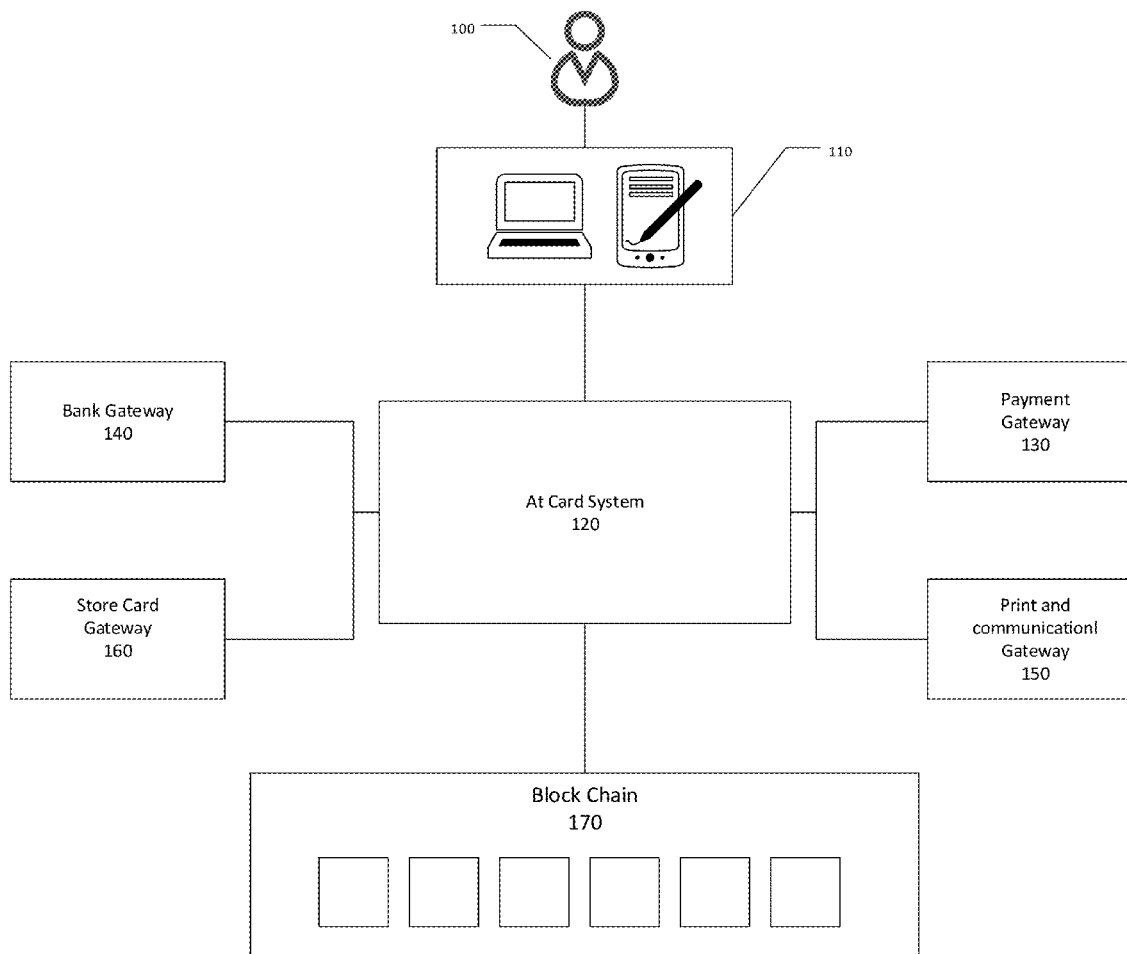 100
110
Bank Gateway
140
Payment
Gateway
130
At Card System
120
Store Card
Gateway
160
Print and
communicationl
Gateway
150
Block Chain
170